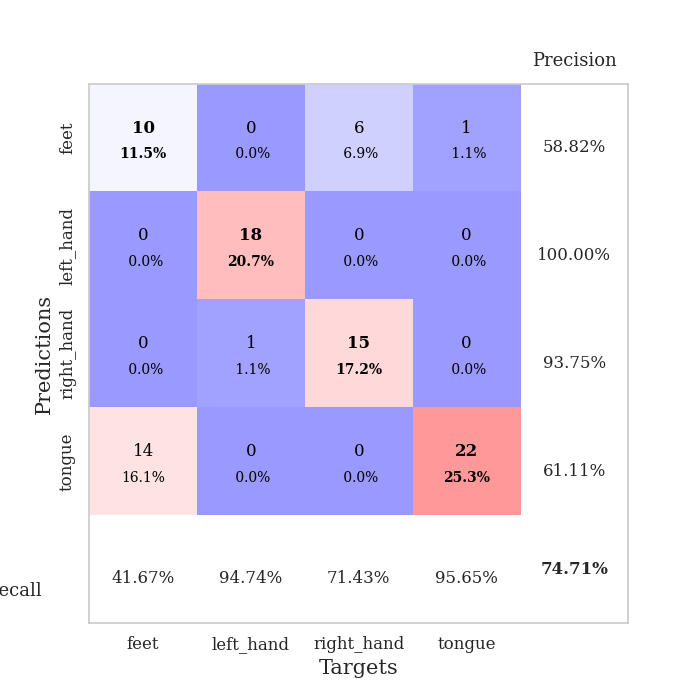 Precision
feet 10 0 6 1 58.82%
11.5% 0.0% 6.9% 1.1%
left_hand 0 18 0 0 100.00%
0.0% 20.7% 0.0% 0.0%
right_hand 0 1 15 0 93.75%
0.0% 1.1% 17.2% 0.0%
tongue 14 0 0 22 61.11%
16.1% 0.0% 0.0% 25.3%
Predictions
ecall 41.67% 94.74% 71.43% 95.65% 74.71%
feet left_hand right_hand tongue
Targets